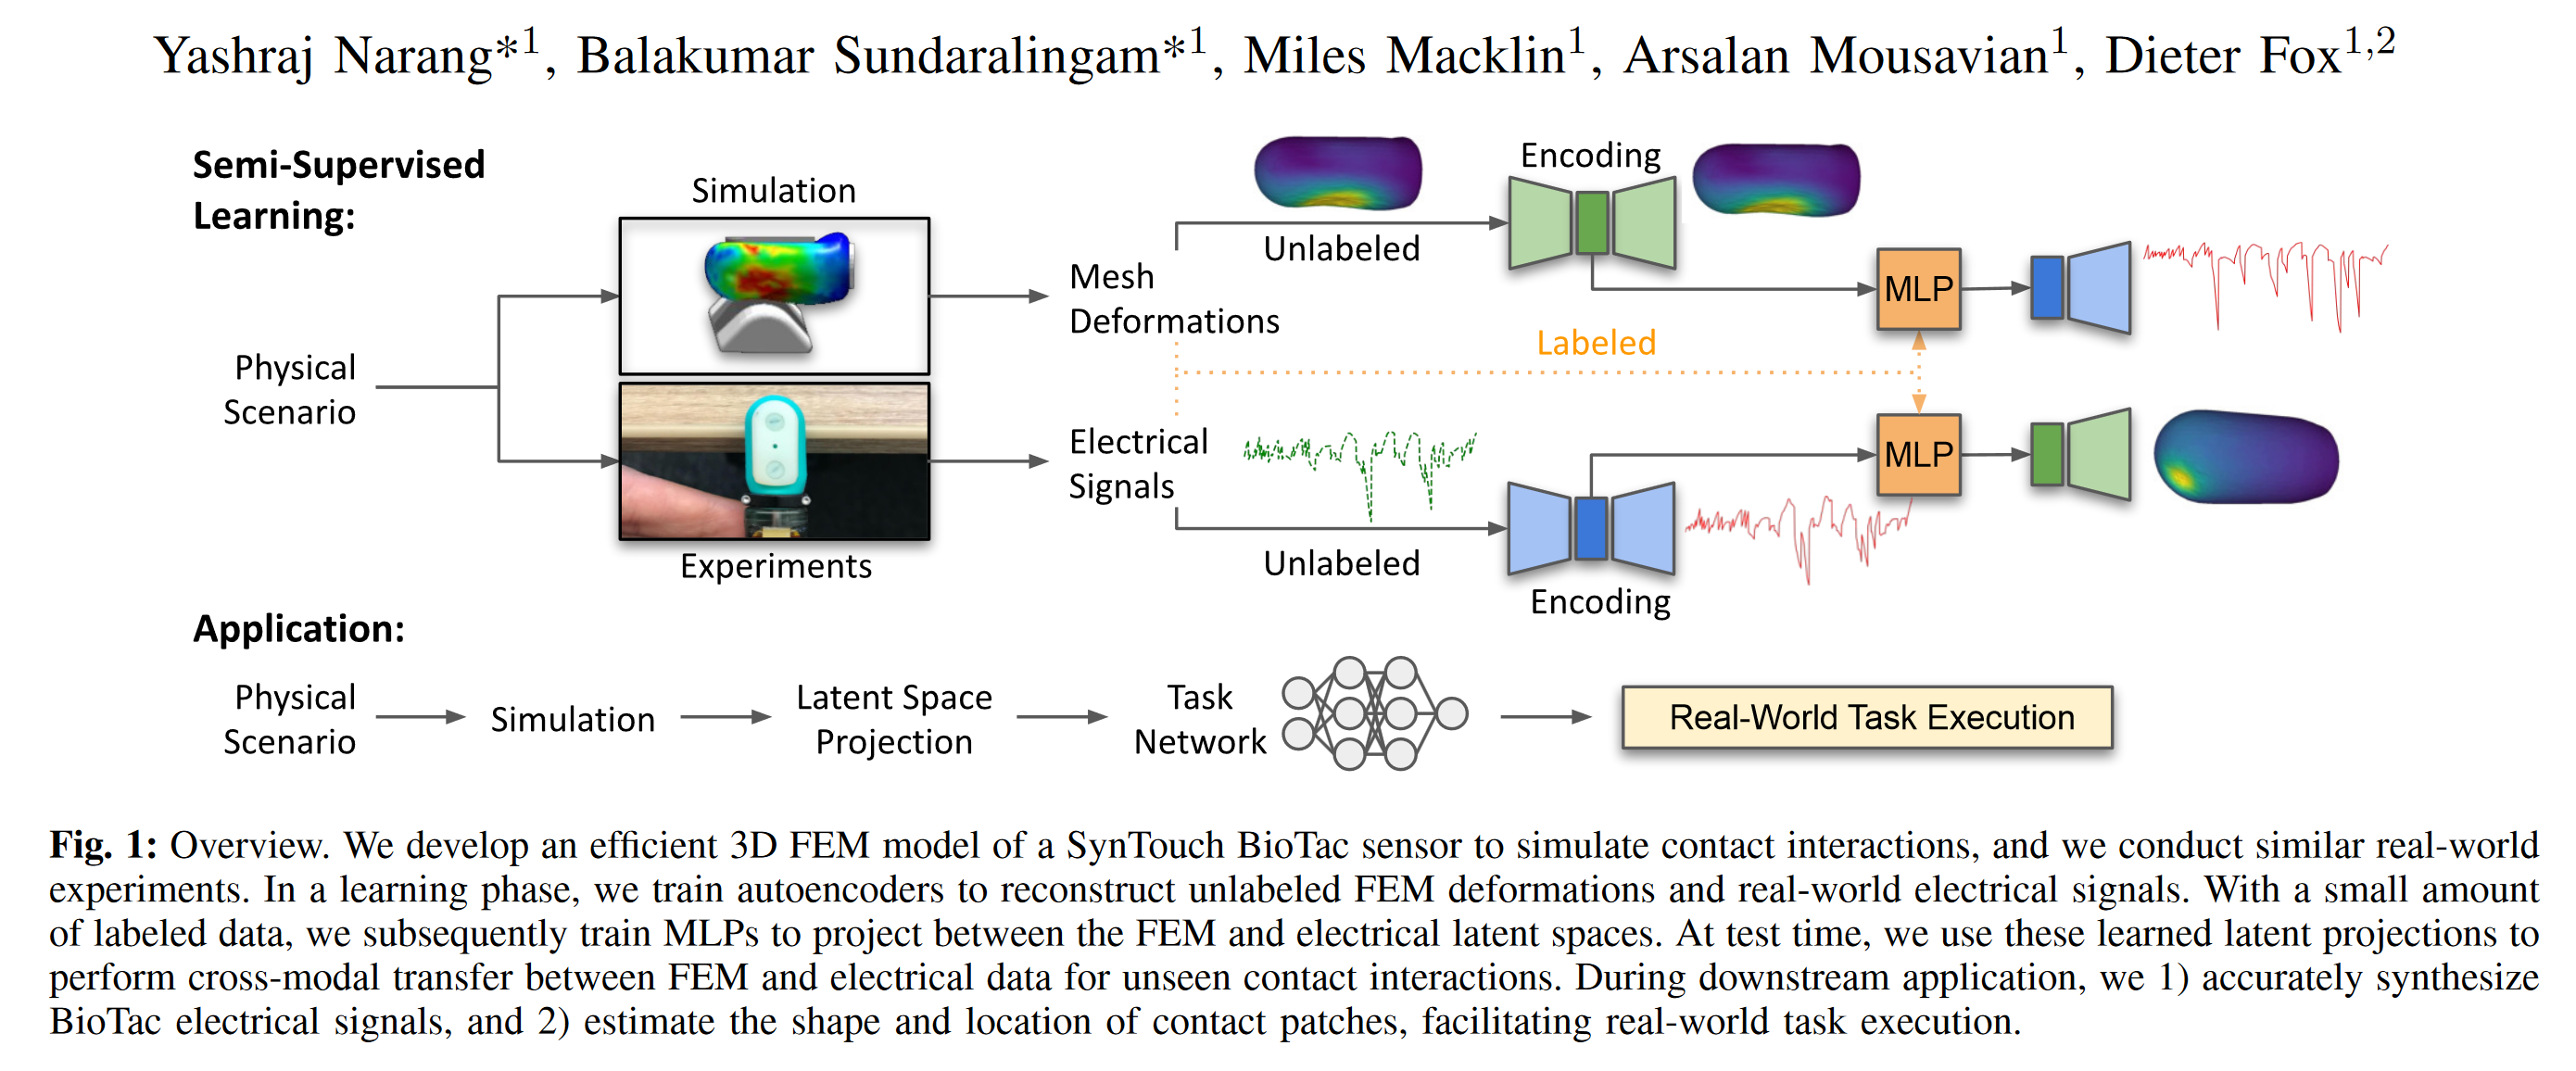 Yashraj Narang*1, Balakumar Sundaralingam*1, Miles Macklin1, Arsalan Mousavian1, Dieter Fox1,2
Semi-Supervised
Learning:
Simulation
Encoding
Unlabeled
Mesh
Deformations
MLP
Labeled
Physical
Scenario
Electrical
Signals
MLP
Unlabeled
Experiments
Encoding
Application:
Physical
Scenario
Simulation
Latent Space
Projection
Task
Network
Real-World Task Execution
Fig. 1: Overview. We develop an efficient 3D FEM model of a SynTouch BioTac sensor to simulate contact interactions, and we conduct similar real-world
experiments. In a learning phase, we train autoencoders to reconstruct unlabeled FEM deformations and real-world electrical signals. With a small amount
of labeled data, we subsequently train MLPs to project between the FEM and electrical latent spaces. At test time, we use these learned latent projections to
perform cross-modal transfer between FEM and electrical data for unseen contact interactions. During downstream application, we 1) accurately synthesize
BioTac electrical signals, and 2) estimate the shape and location of contact patches, facilitating real-world task execution.